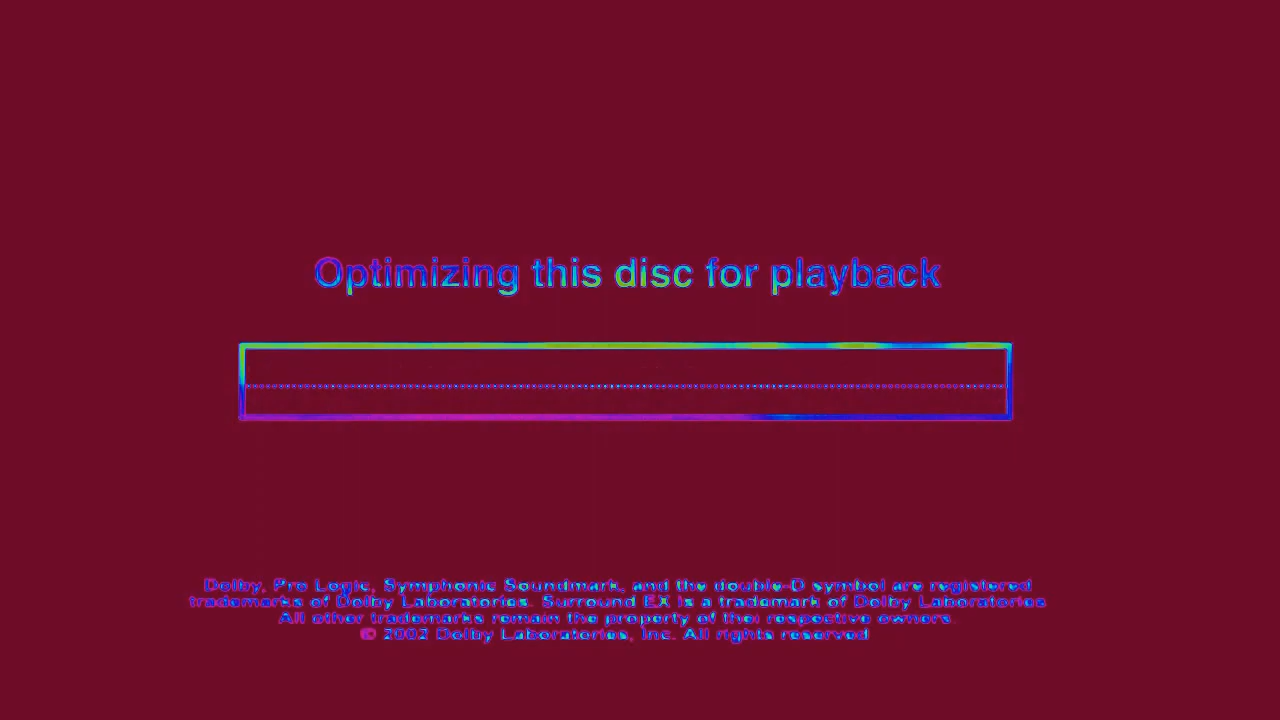 Optimizing this disc for playback
Dolby, Pro Logic, Symphonic Soundmark, and the double-D symbol are registered
trademarks of Dolby Laboratories. Surround EX is a trademark of Dolby Laboratories
All other trademarks remain the property of thei respective owners.
© 2002 Dolby Laboratories, Inc. All rights reserved